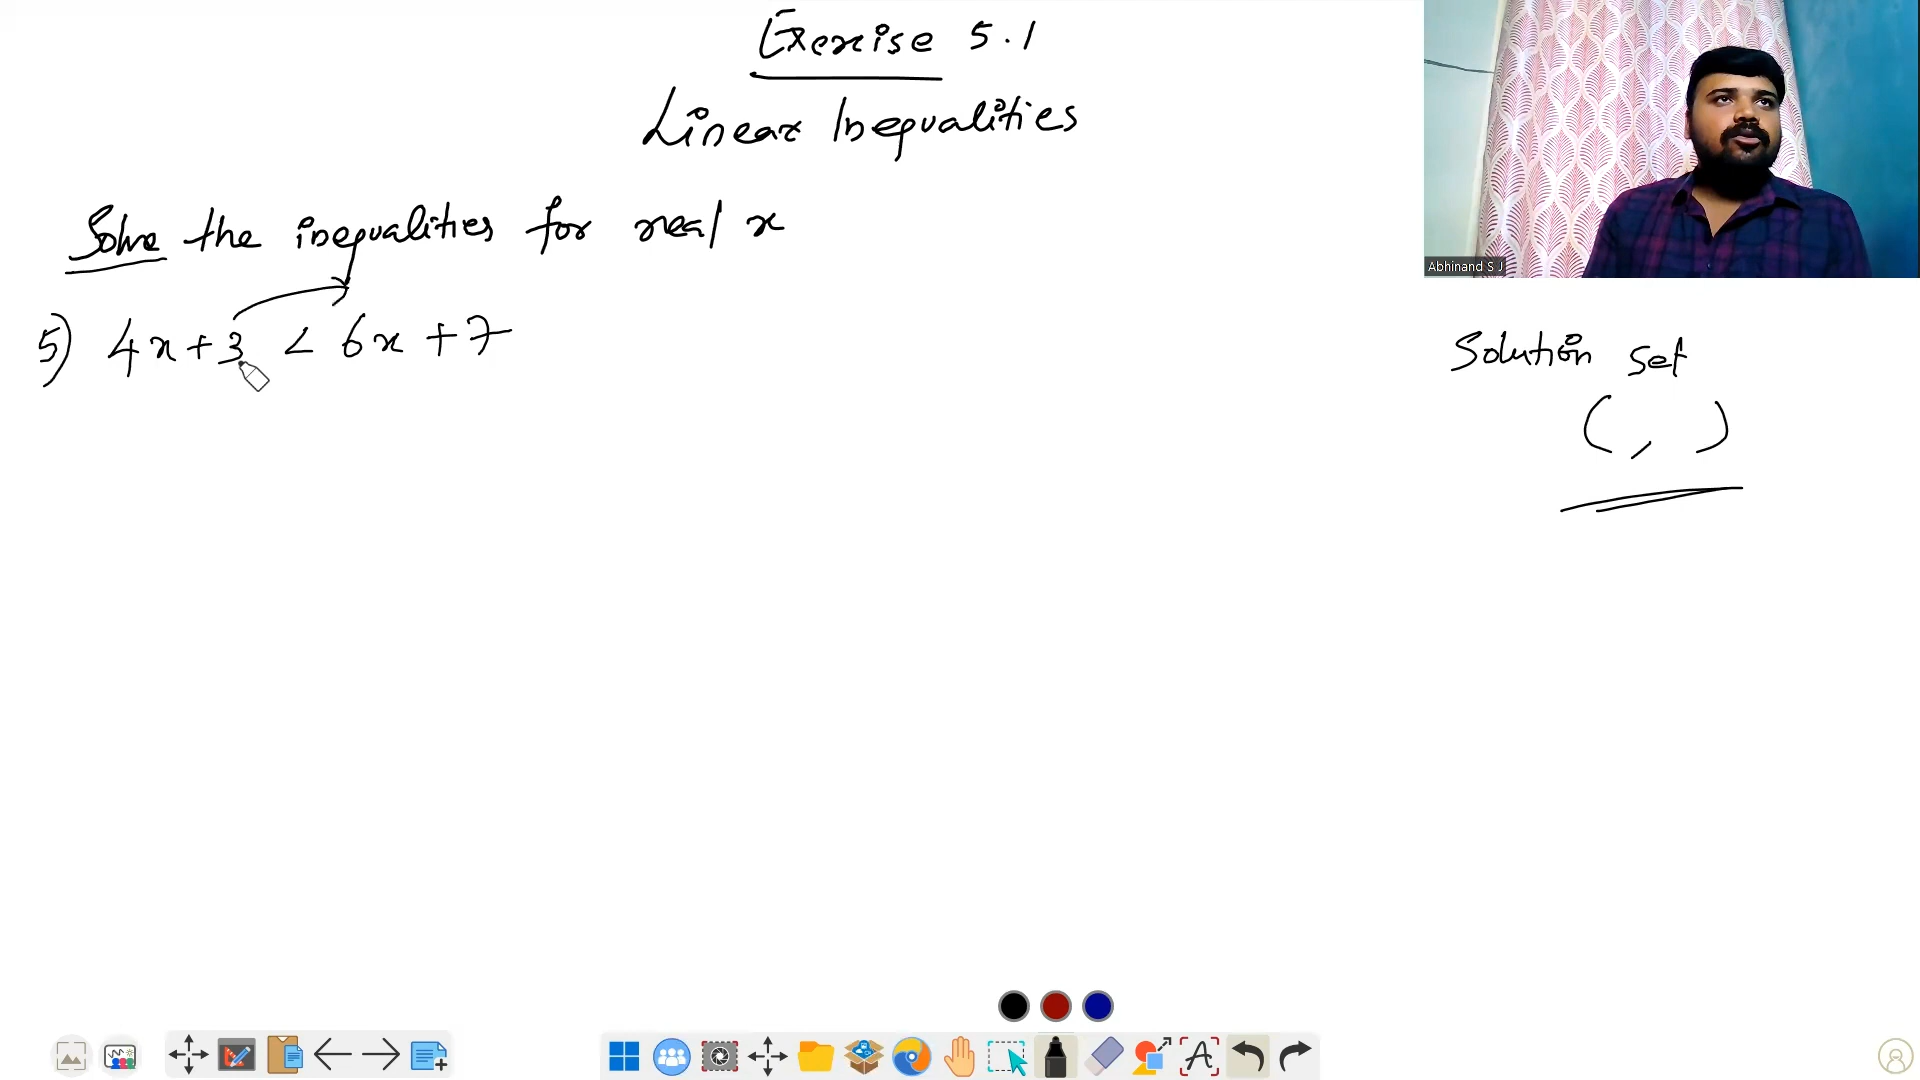 Exercise 5.1
Linear Inequalities
Solve the inequalities for real x
5) 4x+3 < 6x+7
Solution set
( , )
Abhinand S J